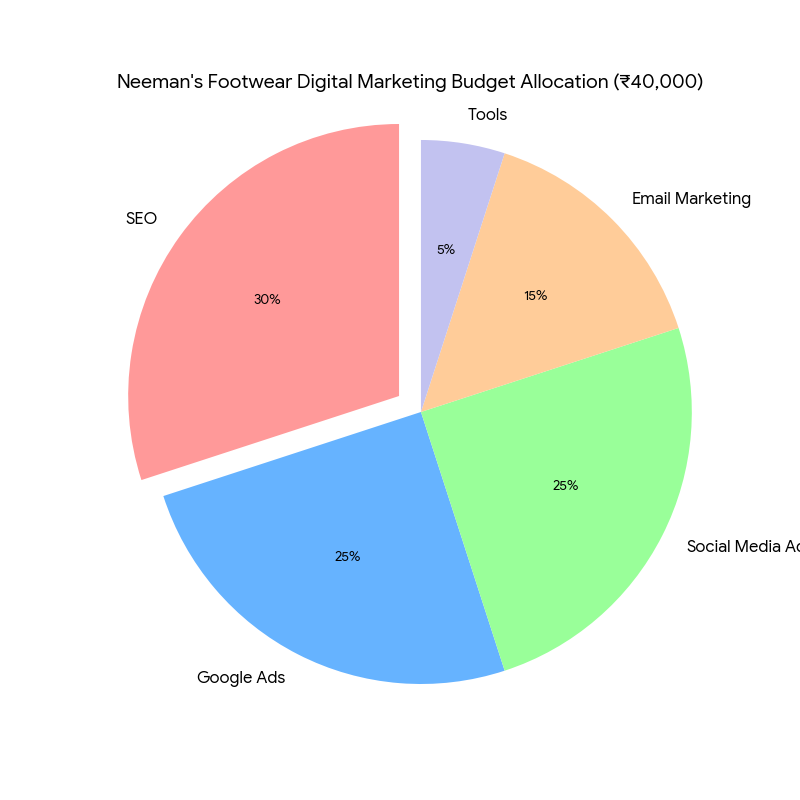 Neeman's Footwear Digital Marketing Budget Allocation (₹40,000)
Tools
Email Marketing
SEO
5%
15%
30%
25%
Social Media
25%
Google Ads